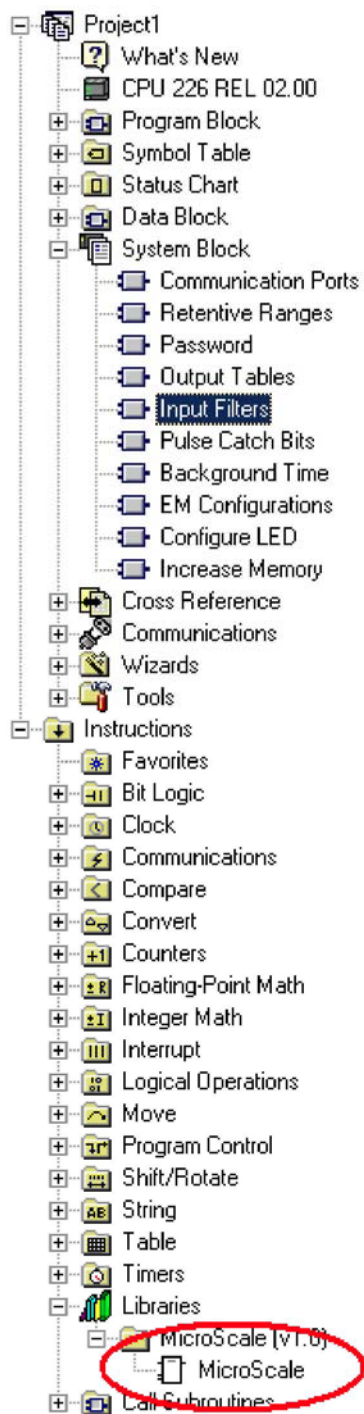 Project1
What's New
CPU 226 REL 02.00
Program Block
Symbol Table
Status Chart
Data Block
System Block
Communication Ports
Retentive Ranges
Password
Output Tables
Input Filters
Pulse Catch Bits
Background Time
EM Configurations
Configure LED
Increase Memory
Cross Reference
Communications
Wizards
Tools
Instructions
Favorites
Bit Logic
Clock
Communications
Compare
Convert
Counters
Floating-Point Math
Integer Math
Interrupt
Logical Operations
Move
Program Control
Shift/Rotate
String
Table
Timers
Libraries
MicroScale (v1.0)
MicroScale
Call Subroutines